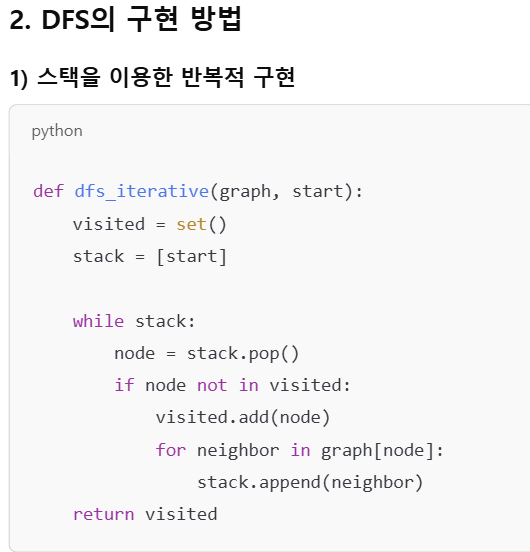 2. DFS의 구현 방법
1) 스택을 이용한 반복적 구현
python
def dfs_iterative(graph, start):
    visited = set()
    stack = [start]
    while stack:
        node = stack.pop()
        if node not in visited:
            visited.add(node)
            for neighbor in graph[node]:
                stack.append(neighbor)
    return visited